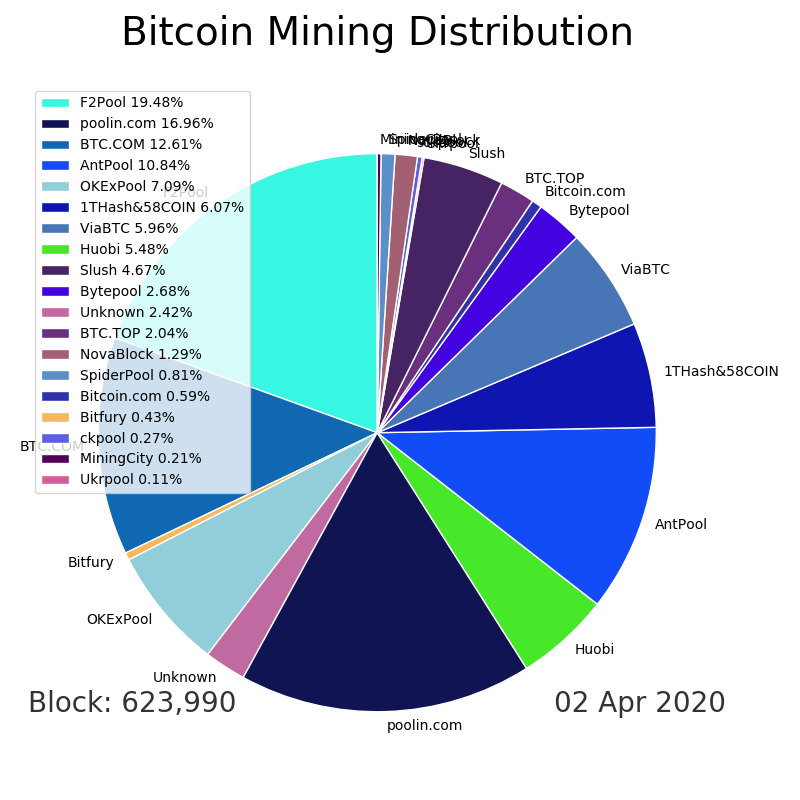 Bitcoin Mining Distribution
F2Pool 19.48%
poolin.com 16.96%
BTC.COM 12.61%
AntPool 10.84%
OKExPool 7.09%
1THash&58COIN 6.07%
ViaBTC 5.96%
Huobi 5.48%
Slush 4.67%
Bytepool 2.68%
Unknown 2.42%
BTC.TOP 2.04%
NovaBlock 1.29%
SpiderPool 0.81%
Bitcoin.com 0.59%
Bitfury 0.43%
ckpool 0.27%
MiningCity 0.21%
Ukrpool 0.11%
F2Pool
BTC.COM
Bitfury
OKExPool
Unknown
poolin.com
Huobi
AntPool
1THash&58COIN
ViaBTC
Bytepool
Bitcoin.com
BTC.TOP
Slush
Block: 623,990
02 Apr 2020